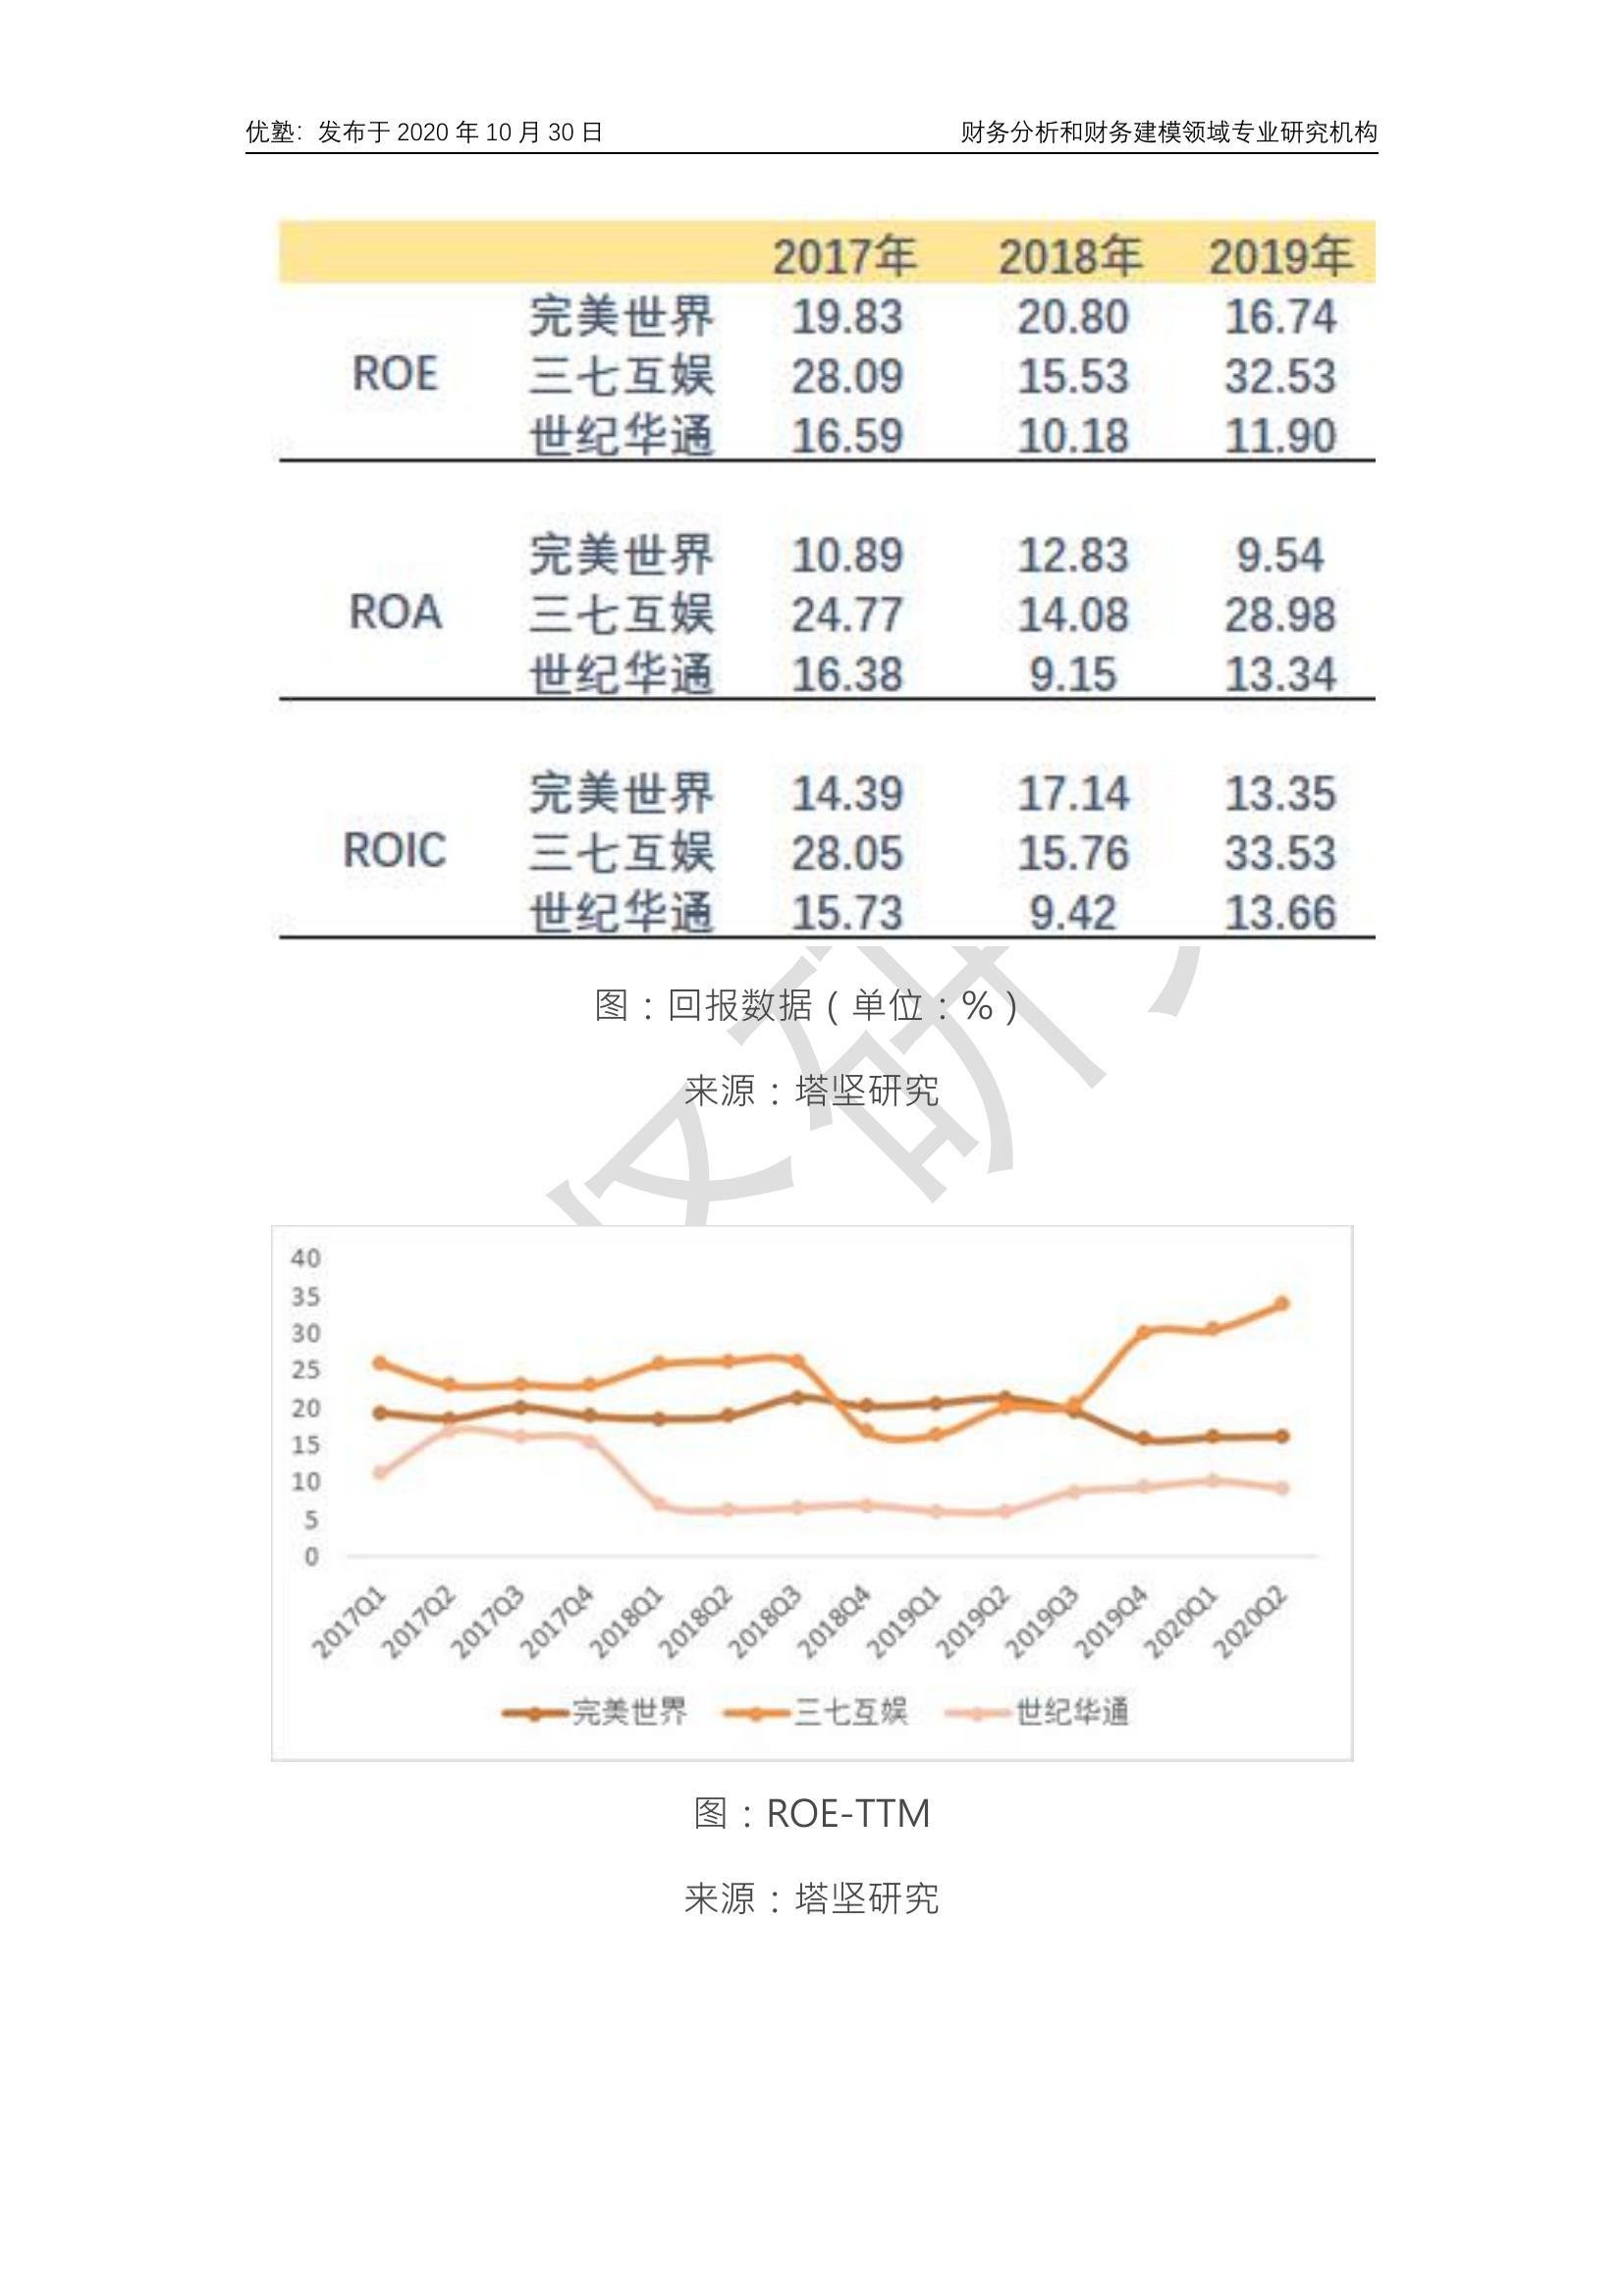 优塾：发布于 2020 年 10 月 30 日 财务分析和财务建模领域专业研究机构
2017年 2018年 2019年
完美世界 19.83 20.80 16.74
ROE 三七互娱 28.09 15.53 32.53
世纪华通 16.59 10.18 11.90
完美世界 10.89 12.83 9.54
ROA 三七互娱 24.77 14.08 28.98
世纪华通 16.38 9.15 13.34
完美世界 14.39 17.14 13.35
ROIC 三七互娱 28.05 15.76 33.53
世纪华通 15.73 9.42 13.66
图：回报数据（单位：%）
来源：塔坚研究
40
35
30
25
20
15
10
5
0
2017Q1 2017Q2 2017Q3 2017Q4 2018Q1 2018Q2 2018Q3 2018Q4 2019Q1 2019Q2 2019Q3 2019Q4 2020Q1 2020Q2
完美世界 三七互娱 世纪华通
图：ROE-TTM
来源：塔坚研究